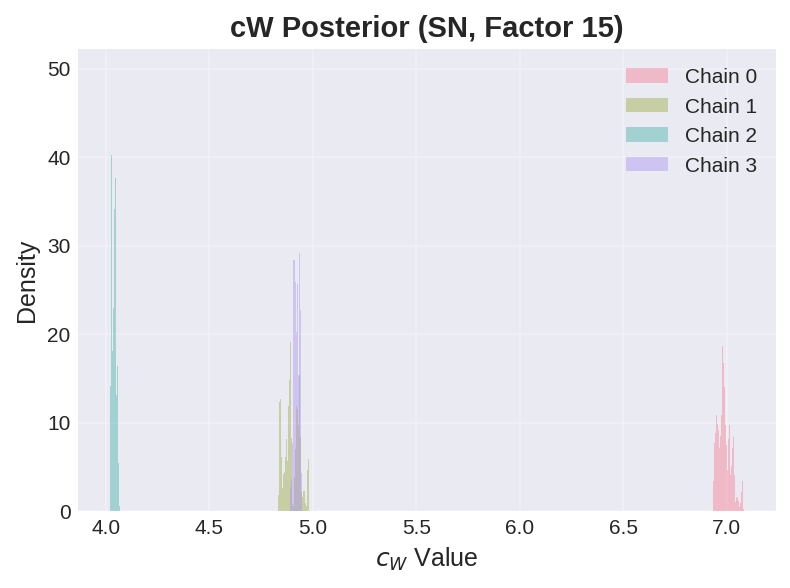 cW Posterior (SN, Factor 15)
50
40
30
20
10
0
Density
4.0 4.5 5.0 5.5 6.0 6.5 7.0
cW Value
Chain 0
Chain 1
Chain 2
Chain 3